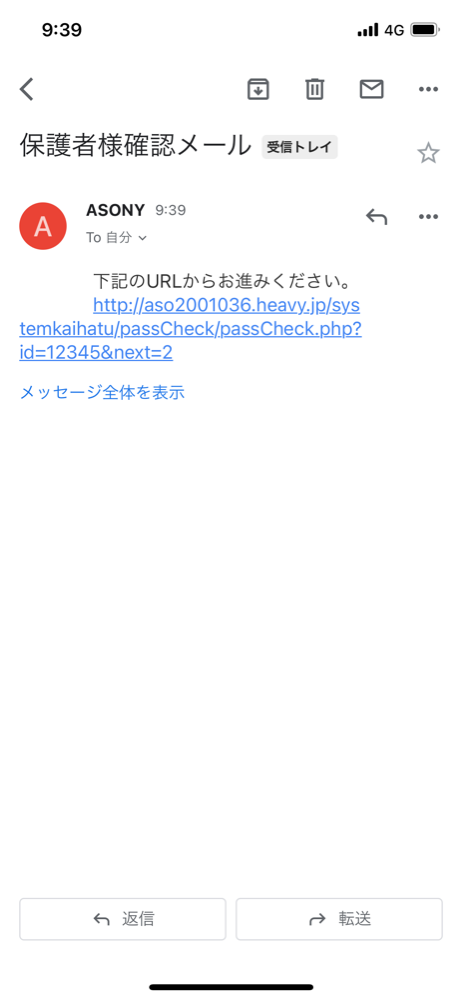 9:39
4G
保護者様確認メール 受信トレイ
A
ASONY 9:39
To 自分
下記のURLからお進みください。
http://aso2001036.heavy.jp/sys
temkaihatu/passCheck/passCheck.php?
id=12345&next=2
メッセージ全体を表示
返信 転送